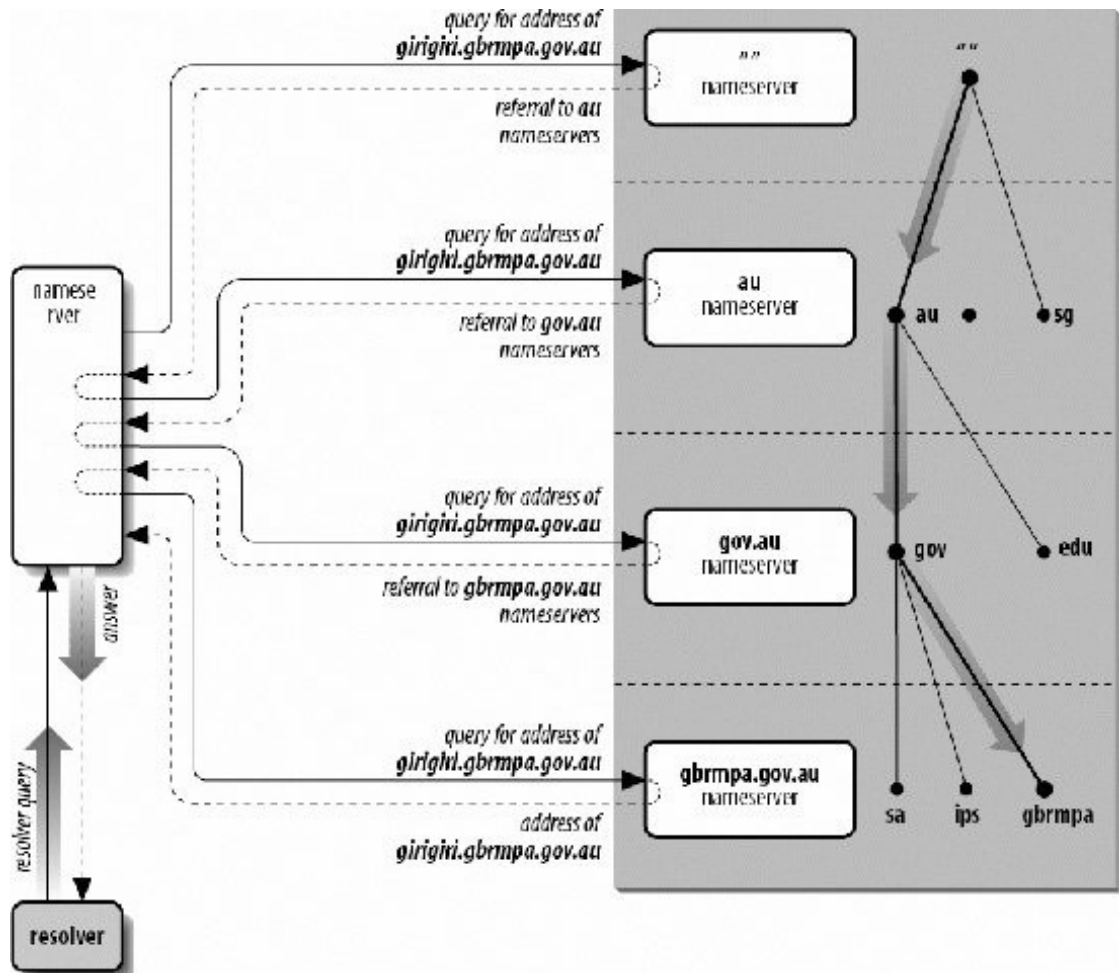 query for address of
girigiri.gbrmpa.gov.au
" "
nameserver
referral to au
nameservers
" "
query for address of
girigiri.gbrmpa.gov.au
au
nameserver
referral to gov.au
nameservers
au
sg
namese
rver
query for address of
girigiri.gbrmpa.gov.au
gov.au
nameserver
referral to gbrmpa.gov.au
nameservers
gov
edu
answer
resolver query
query for address of
girigiri.gbrmpa.gov.au
gbrmpa.gov.au
nameserver
address of
girigiri.gbrmpa.gov.au
sa
ips
gbrmpa
resolver